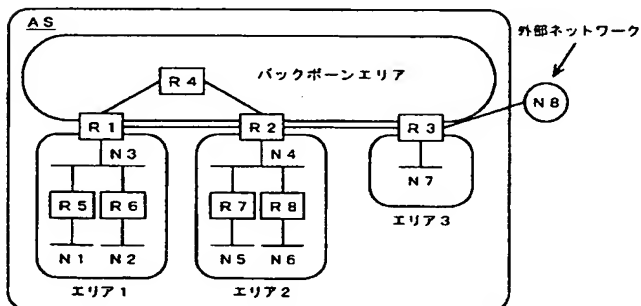 AS
外部ネットワーク
バックボーンエリア
R4
N8
R1
R2
R3
N3
N4
N7
R5
R6
R7
R8
エリア3
N1
N2
N5
N6
エリア1
エリア2